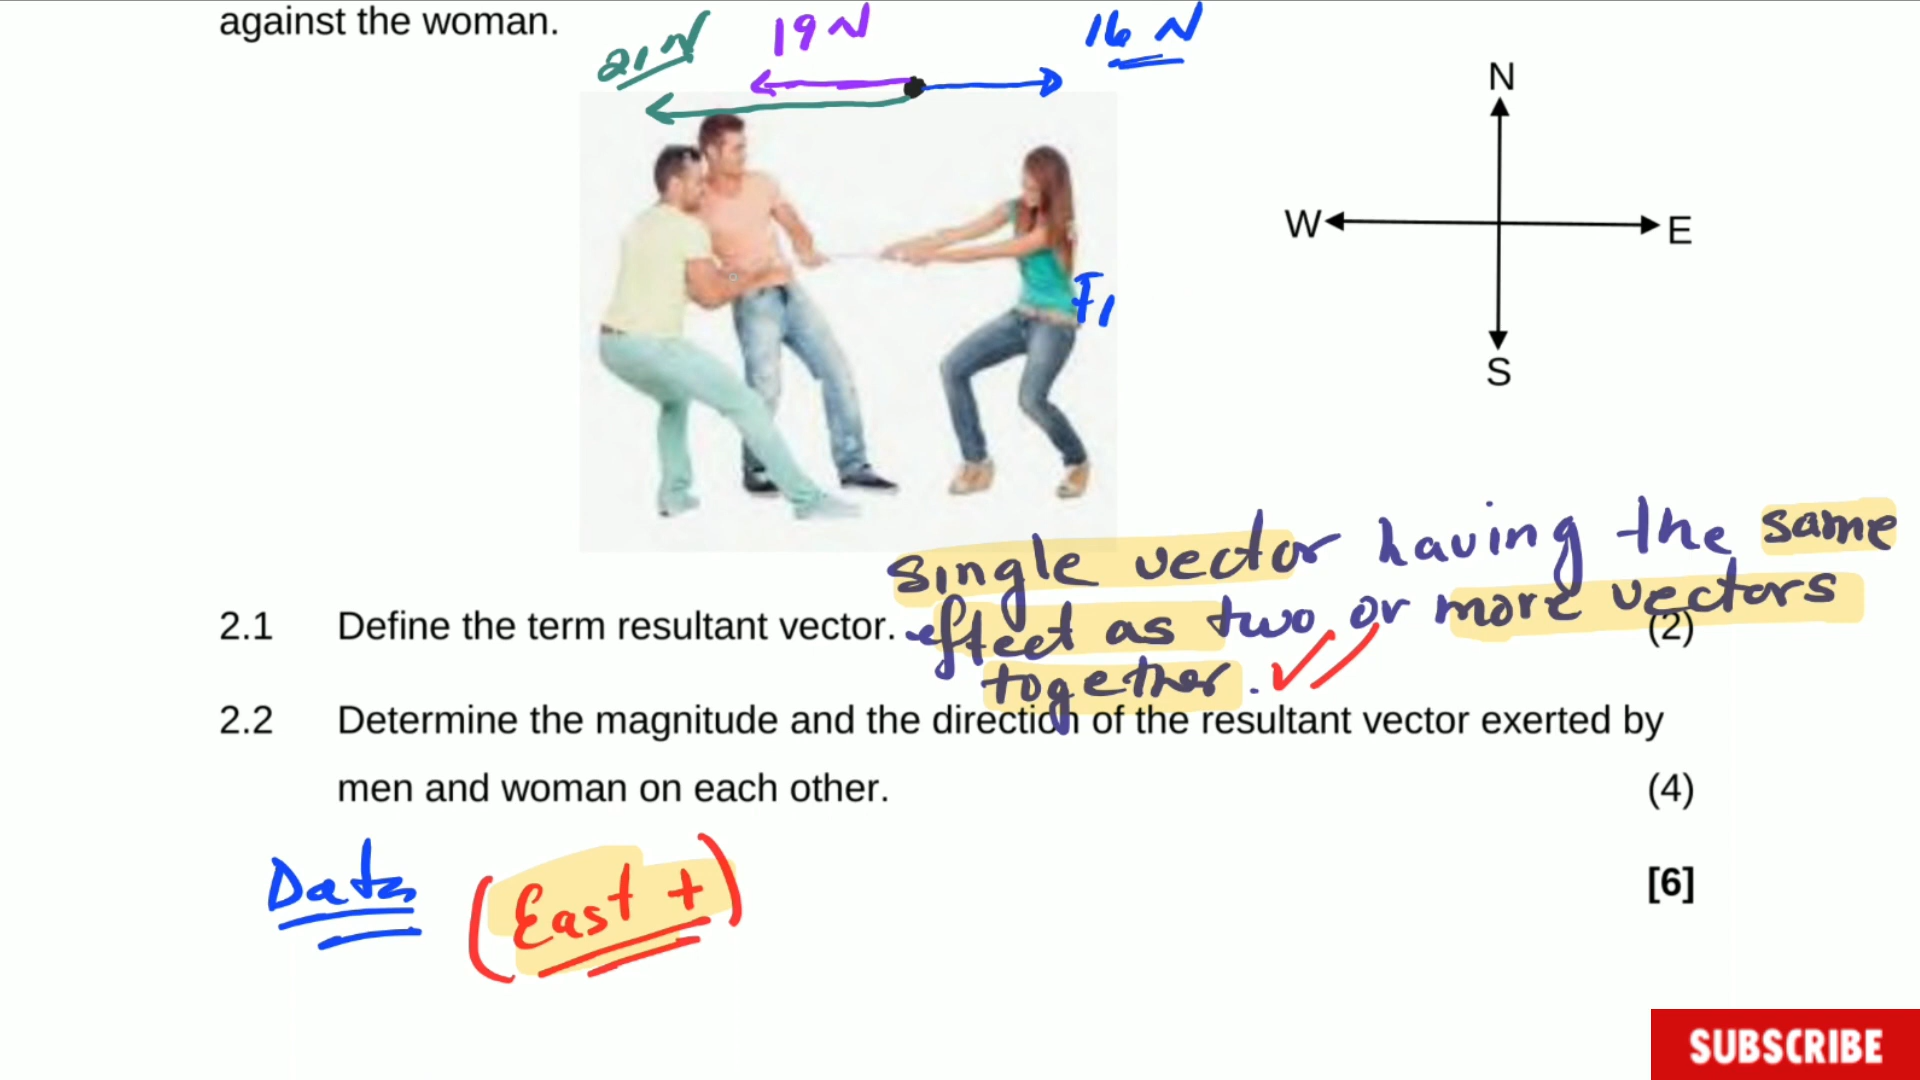 against the woman.
21 N
19 N
16 N
N
W
E
S
F1
single vector having the same
2.1 Define the term resultant vector. effect as two or more vectors (2)
together.
2.2 Determine the magnitude and the direction of the resultant vector exerted by
men and woman on each other. (4)
Data (East +)
[6]
SUBSCRIBE